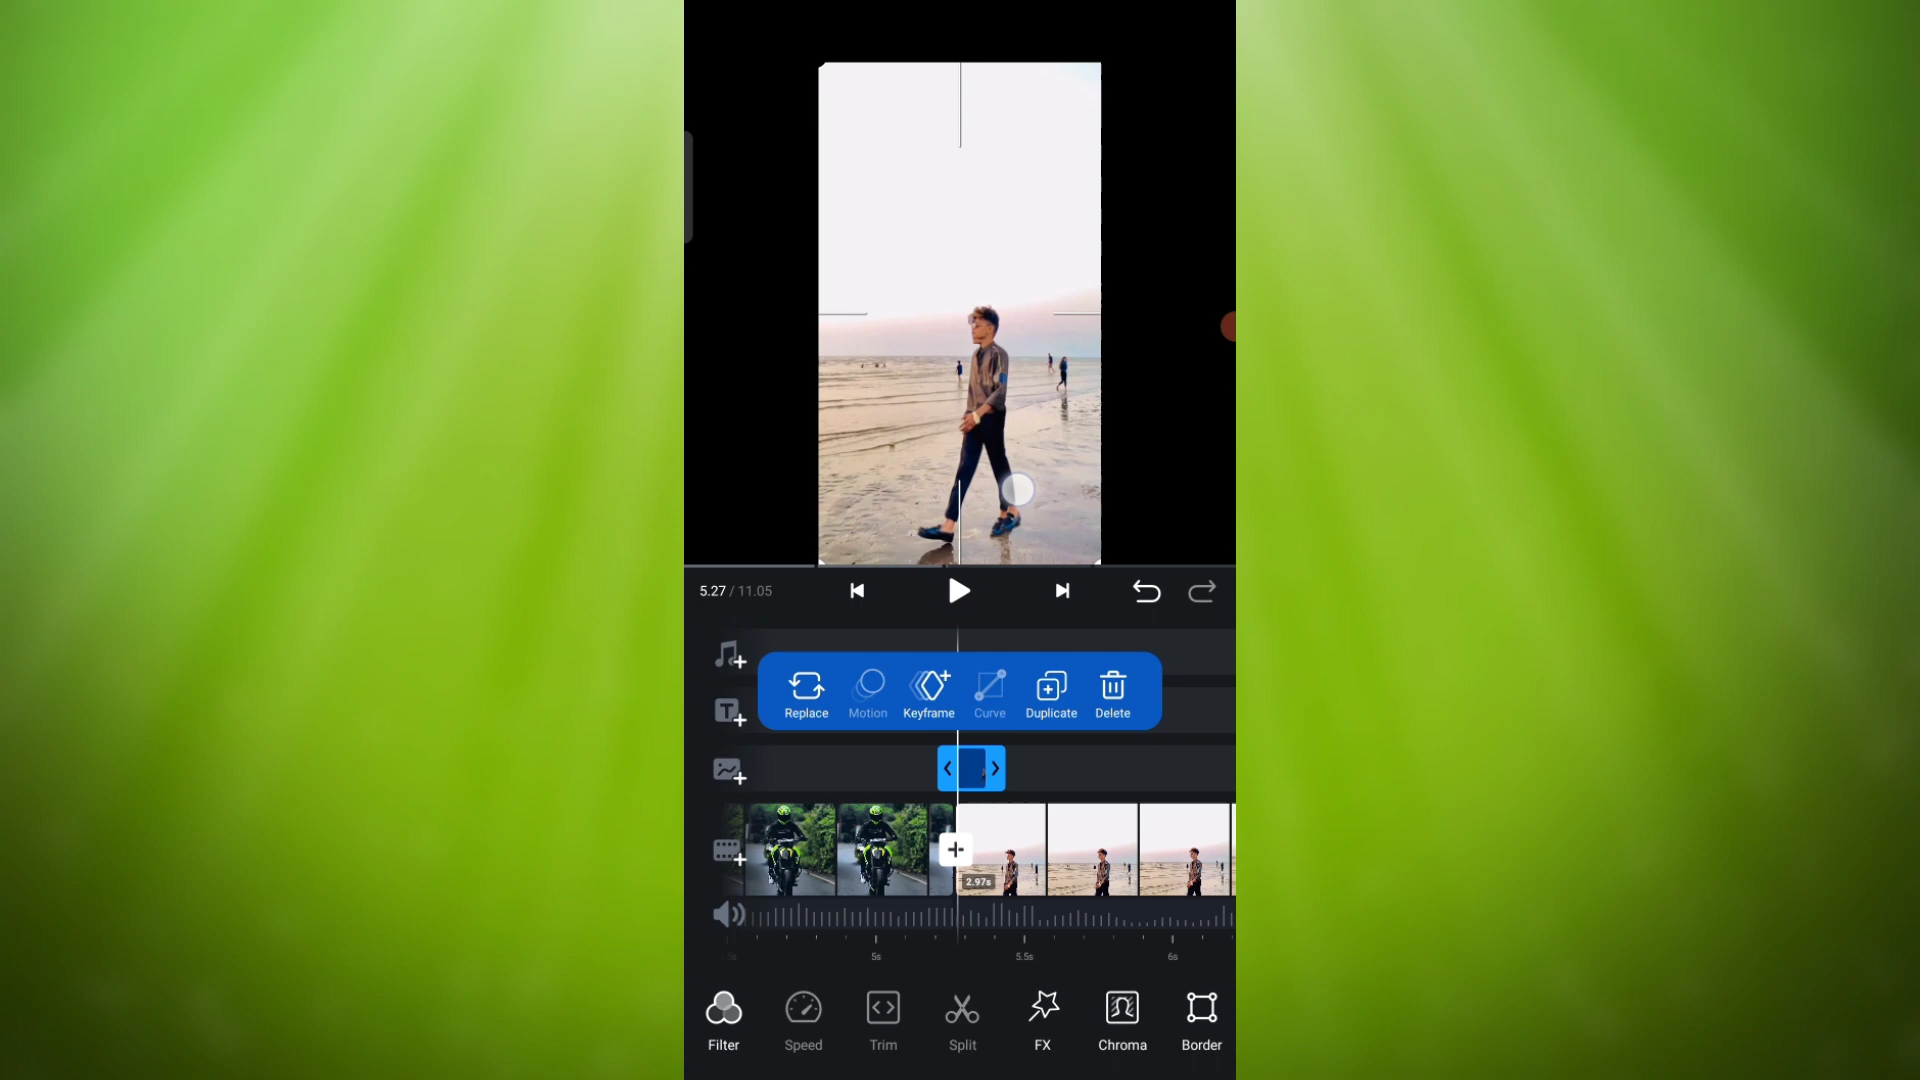 5.27 / 11.05
Replace
Motion
Keyframe
Curve
Duplicate
Delete
T
2.97s
5s
5.5s
6s
Filter
Speed
Trim
Split
FX
Chroma
Border